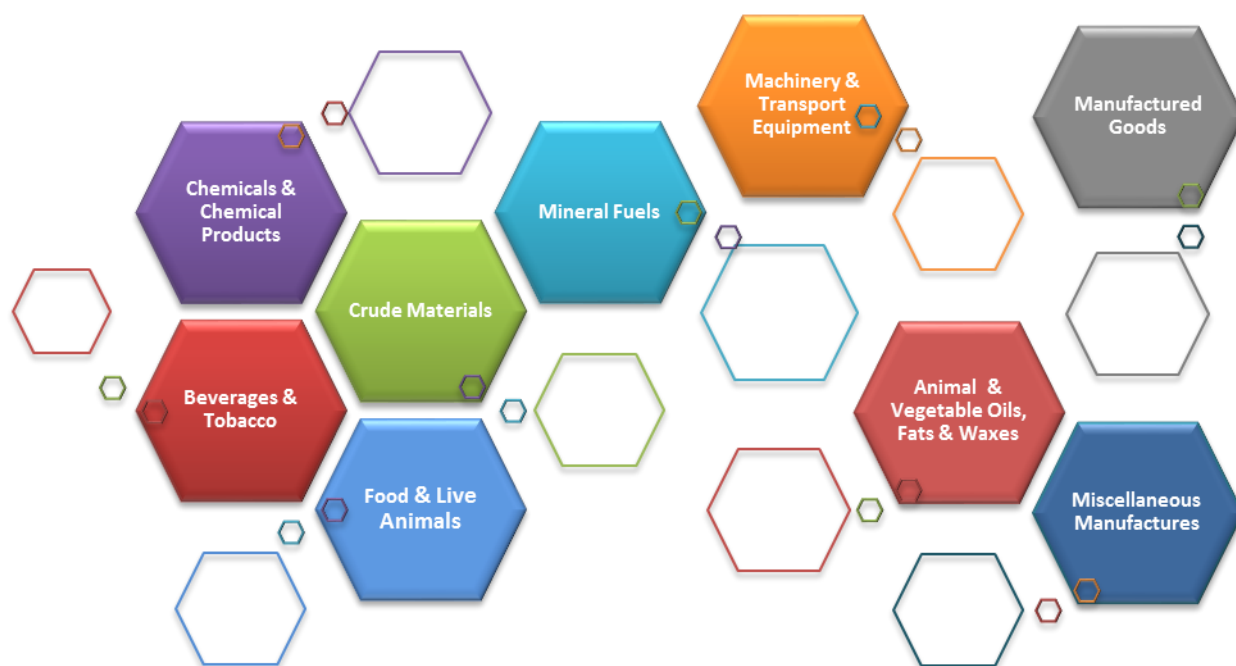 Machinery &
Transport
Equipment
Manufactured
Goods
Chemicals &
Chemical
Products
Mineral Fuels
Crude Materials
Beverages &
Tobacco
Animal  &
Vegetable Oils,
Fats & Waxes
Food & Live
Animals
Miscellaneous
Manufactures